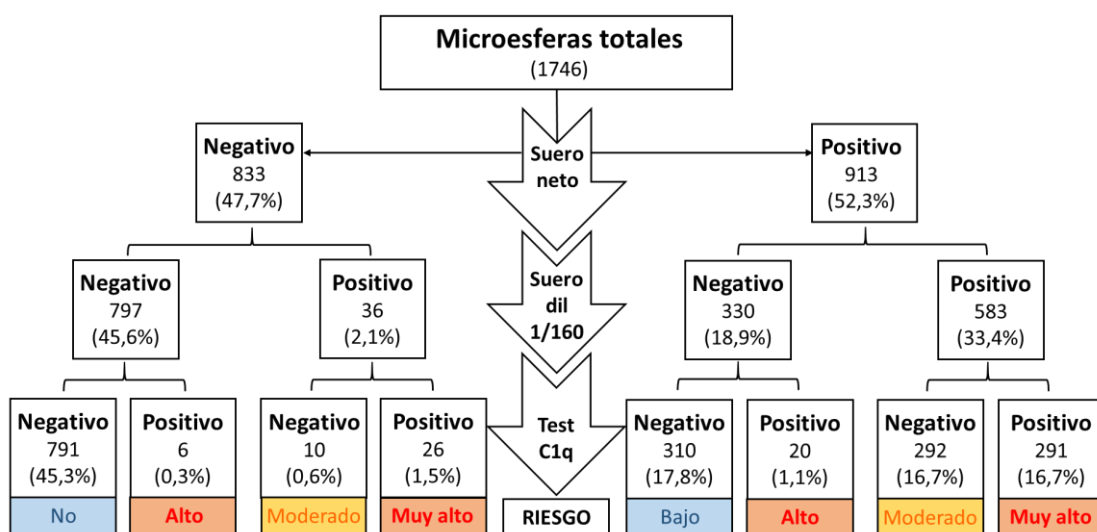 Microesferas totales
(1746)
Negativo
833
(47,7%)
Suero
neto
Positivo
913
(52,3%)
Negativo
797
(45,6%)
Positivo
36
(2,1%)
Suero
dil
1/160
Negativo
330
(18,9%)
Positivo
583
(33,4%)
Negativo
791
(45,3%)
No
Positivo
6
(0,3%)
Alto
Negativo
10
(0,6%)
Moderado
Positivo
26
(1,5%)
Muy alto
Test
C1q
RIESGO
Negativo
310
(17,8%)
Bajo
Positivo
20
(1,1%)
Alto
Negativo
292
(16,7%)
Moderado
Positivo
291
(16,7%)
Muy alto